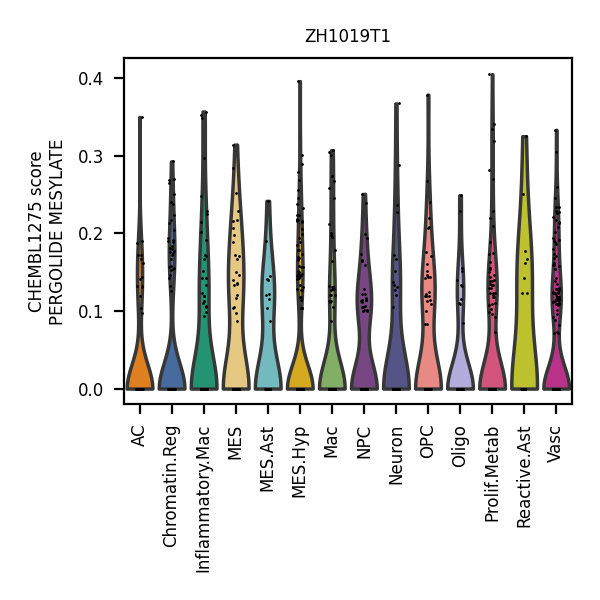 ZH1019T1
CHEMBL1275 score
PERGOLIDE MESYLATE
0.4
0.3
0.2
0.1
0.0
AC
Chromatin.Reg
Inflammatory.Mac
MES
MES.Ast
MES.Hyp
Mac
NPC
Neuron
OPC
Oligo
Prolif.Metab
Reactive.Ast
Vasc